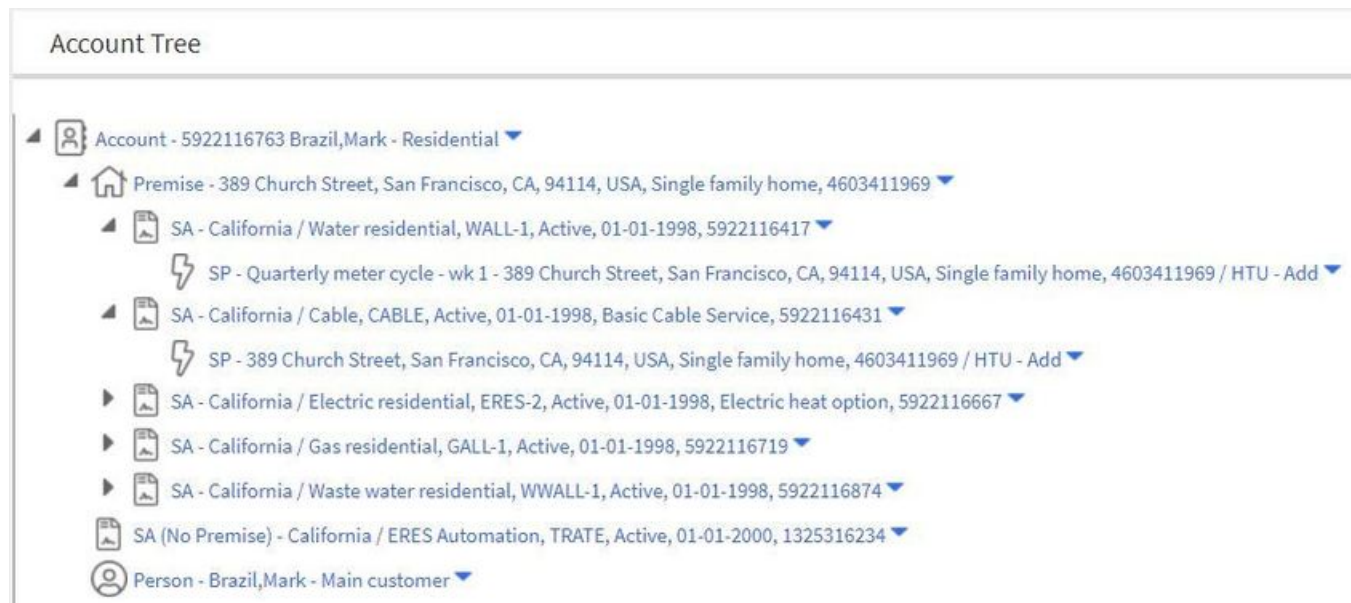 Account Tree
Account - 5922116763 Brazil,Mark - Residential
Premise - 389 Church Street, San Francisco, CA, 94114, USA, Single family home, 4603411969
SA - California / Water residential, WALL-1, Active, 01-01-1998, 5922116417
SP - Quarterly meter cycle - wk 1 - 389 Church Street, San Francisco, CA, 94114, USA, Single family home, 4603411969 / HTU - Add
SA - California / Cable, CABLE, Active, 01-01-1998, Basic Cable Service, 5922116431
SP - 389 Church Street, San Francisco, CA, 94114, USA, Single family home, 4603411969 / HTU - Add
SA - California / Electric residential, ERES-2, Active, 01-01-1998, Electric heat option, 5922116667
SA - California / Gas residential, GALL-1, Active, 01-01-1998, 5922116719
SA - California / Waste water residential, WWALL-1, Active, 01-01-1998, 5922116874
SA (No Premise) - California / ERES Automation, TRATE, Active, 01-01-2000, 1325316234
Person - Brazil,Mark - Main customer